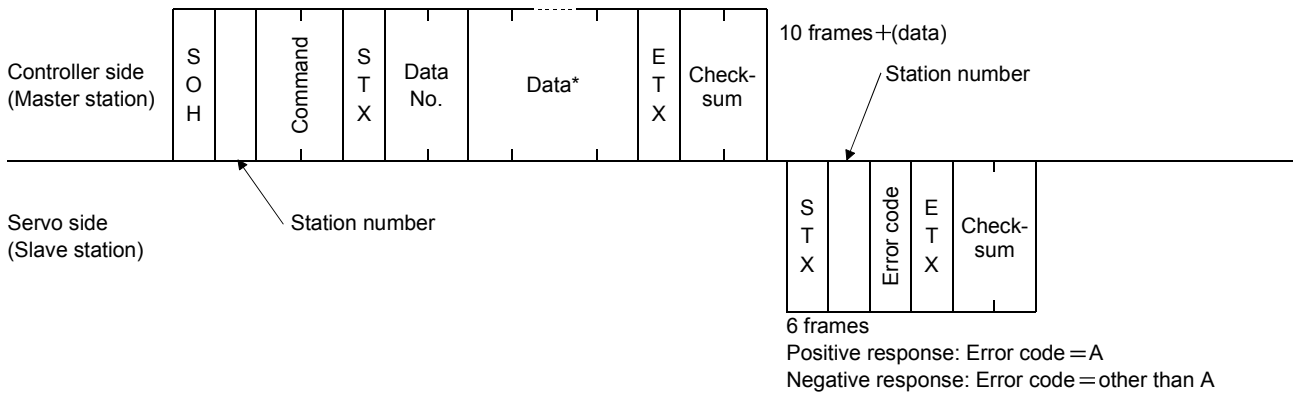 Controller side
(Master station)
S
O
H
Command
S
T
X
Data
No.
Data*
E
T
X
Check-
sum
10 frames＋(data)
Station number
Servo side
(Slave station)
Station number
S
T
X
Error code
E
T
X
Check-
sum
6 frames
Positive response: Error code＝A
Negative response: Error code＝other than A